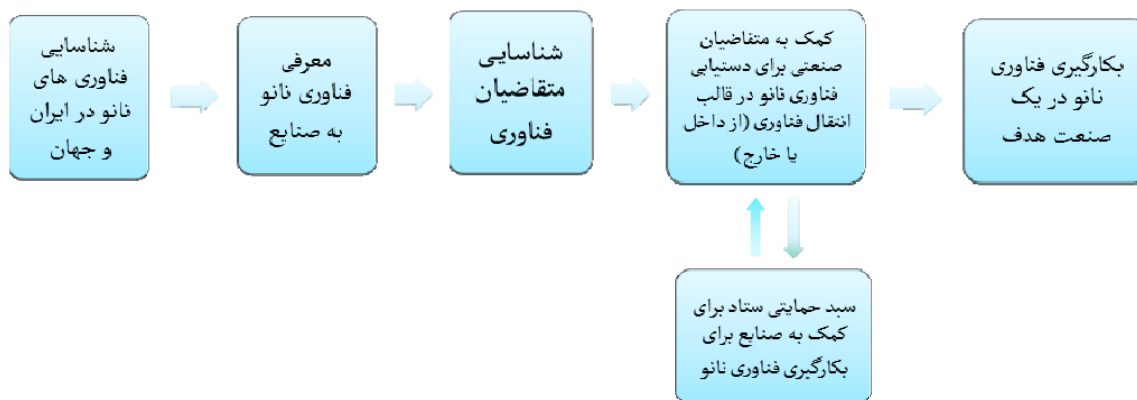 شناسایی
فناوری های
نانو در ایران
و جهان
معرفی
فناوری نانو
به صنایع
شناسایی
متقاضیان
فناوری
کمک به متقاضیان
صنعتی برای دستیابی
فناوری نانو در قالب
انتقال فناوری (از داخل
یا خارج)
بکارگیری فناوری
نانو در یک
صنعت هدف
سبد حمایتی ستاد برای
کمک به صنایع برای
بکارگیری فناوری نانو